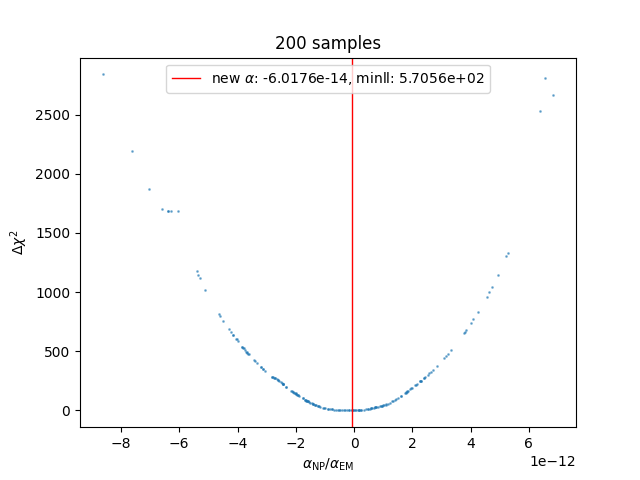 200 samples
new α: -6.0176e-14, minll: 5.7056e+02
2500
2000
1500
1000
500
0
Δχ²
−8 −6 −4 −2 0 2 4 6
1e−12
α_NP/α_EM